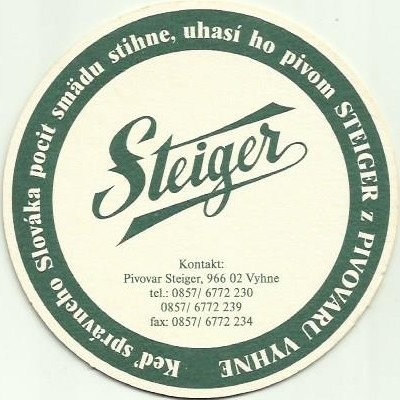 Keď správneho Slováka pocit smädu stihne, uhasí ho pivom STEIGER z PIVOVARU VYHNE
Steiger
Kontakt:
Pivovar Steiger, 966 02 Vyhne
tel.: 0857/ 6772 230
0857/ 6772 239
fax: 0857/ 6772 234